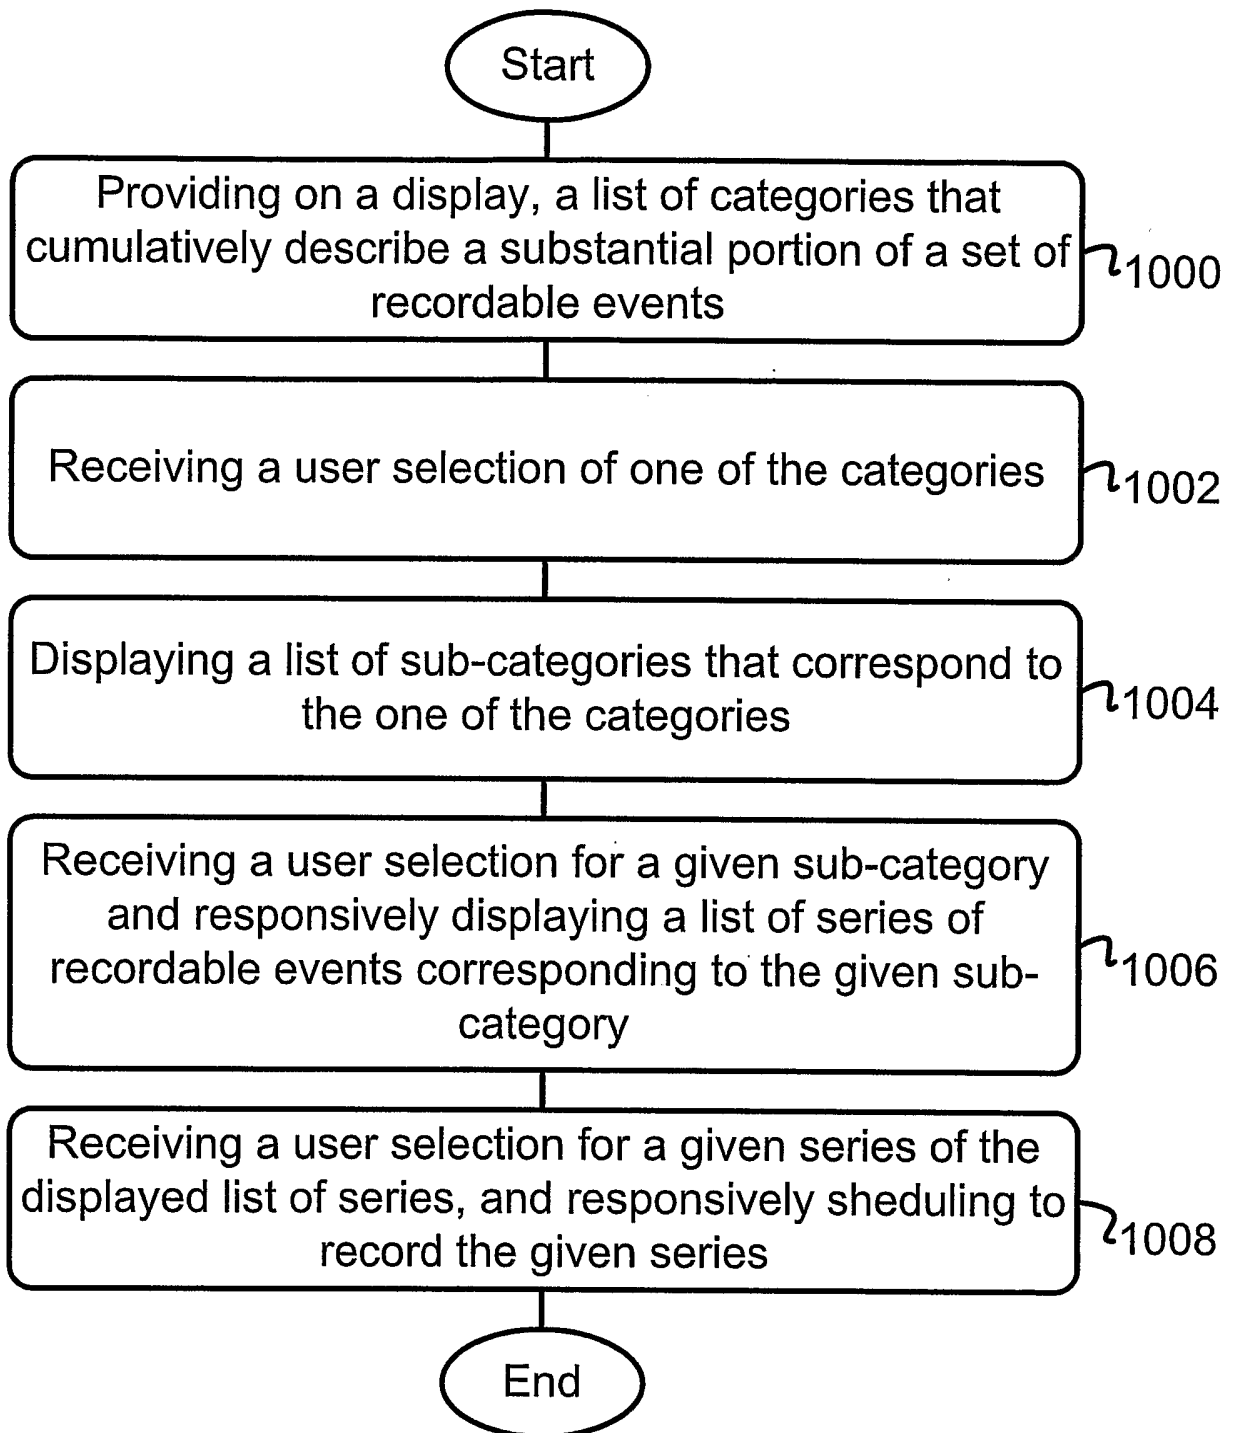 Start
Providing on a display, a list of categories that
cumulatively describe a substantial portion of a set of
recordable events
1000
Receiving a user selection of one of the categories
1002
Displaying a list of sub-categories that correspond to
the one of the categories
1004
Receiving a user selection for a given sub-category
and responsively displaying a list of series of
recordable events corresponding to the given sub-
category
1006
Receiving a user selection for a given series of the
displayed list of series, and responsively sheduling to
record the given series
1008
End